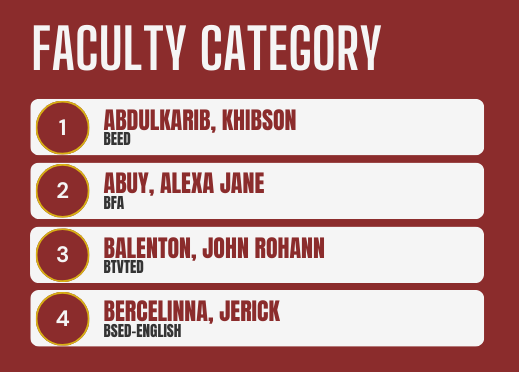 FACULTY CATEGORY
1
ABDULKARIB, KHIBSON
BEED
2
ABUY, ALEXA JANE
BFA
3
BALENTON, JOHN ROHANN
BTVTED
4
BERCELINNA, JERICK
BSED-ENGLISH